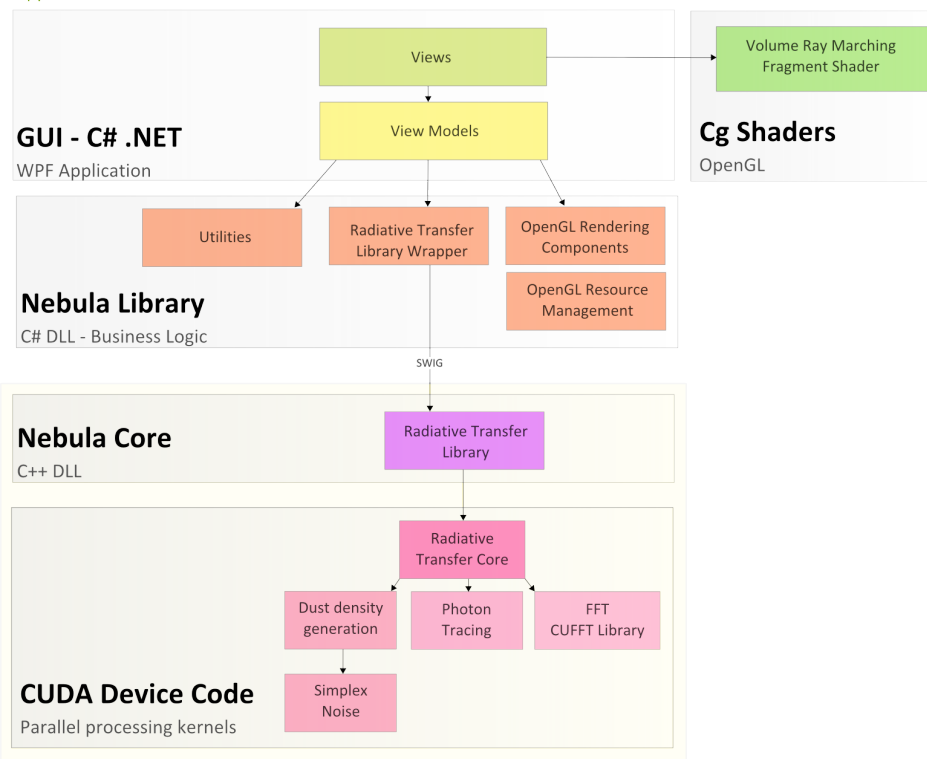 Views
View Models
GUI - C# .NET
WPF Application
Volume Ray Marching
Fragment Shader
Cg Shaders
OpenGL
Utilities
Radiative Transfer
Library Wrapper
OpenGL Rendering
Components
OpenGL Resource
Management
Nebula Library
C# DLL - Business Logic
SWIG
Nebula Core
C++ DLL
Radiative Transfer
Library
Radiative
Transfer Core
Dust density
generation
Photon
Tracing
FFT
CUFFT Library
Simplex
Noise
CUDA Device Code
Parallel processing kernels